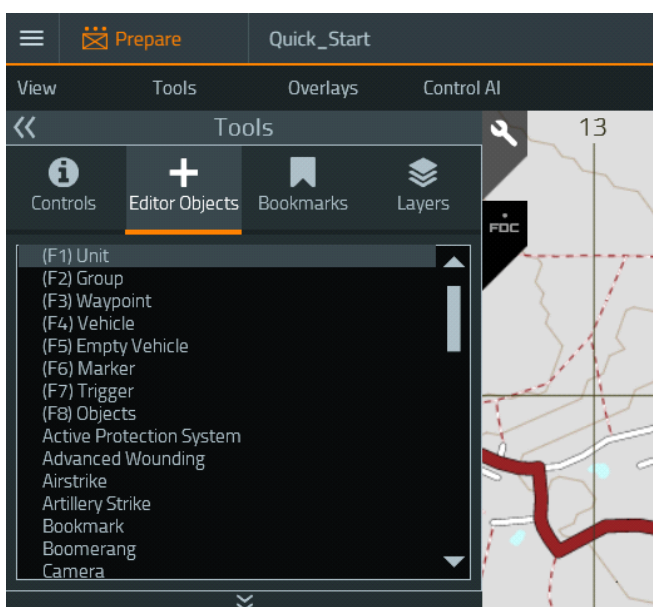 Prepare
Quick_Start
View
Tools
Overlays
Control AI
Tools
Controls
Editor Objects
Bookmarks
Layers
(F1) Unit
(F2) Group
(F3) Waypoint
(F4) Vehicle
(F5) Empty Vehicle
(F6) Marker
(F7) Trigger
(F8) Objects
Active Protection System
Advanced Wounding
Airstrike
Artillery Strike
Bookmark
Boomerang
Camera
13
FDC